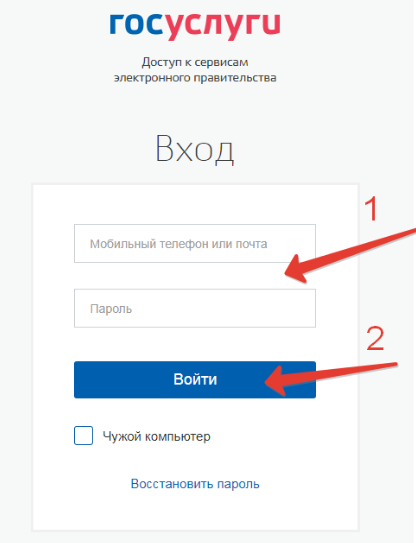 госуслуги
Доступ к сервисам
электронного правительства
Вход
1
Мобильный телефон или почта
Пароль
2
Войти
Чужой компьютер
Восстановить пароль